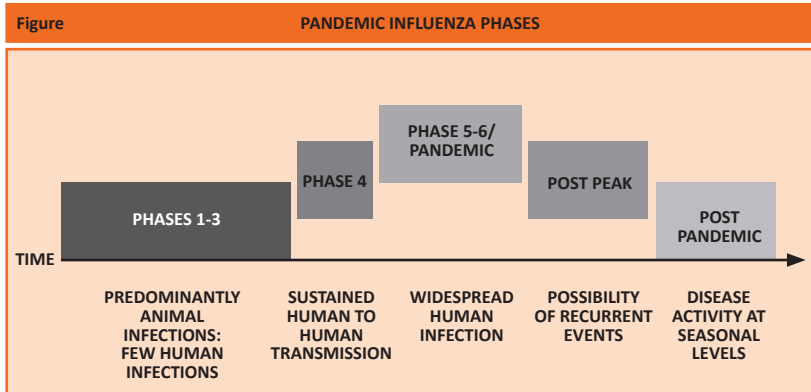 Figure
PANDEMIC INFLUENZA PHASES
PHASE 5-6/
PANDEMIC
PHASE 4
POST PEAK
PHASES 1-3
POST
PANDEMIC
TIME
PREDOMINANTLY
ANIMAL
INFECTIONS:
FEW HUMAN
INFECTIONS
SUSTAINED
HUMAN TO
HUMAN
TRANSMISSION
WIDESPREAD
HUMAN
INFECTION
POSSIBILITY
OF RECURRENT
EVENTS
DISEASE
ACTIVITY AT
SEASONAL
LEVELS